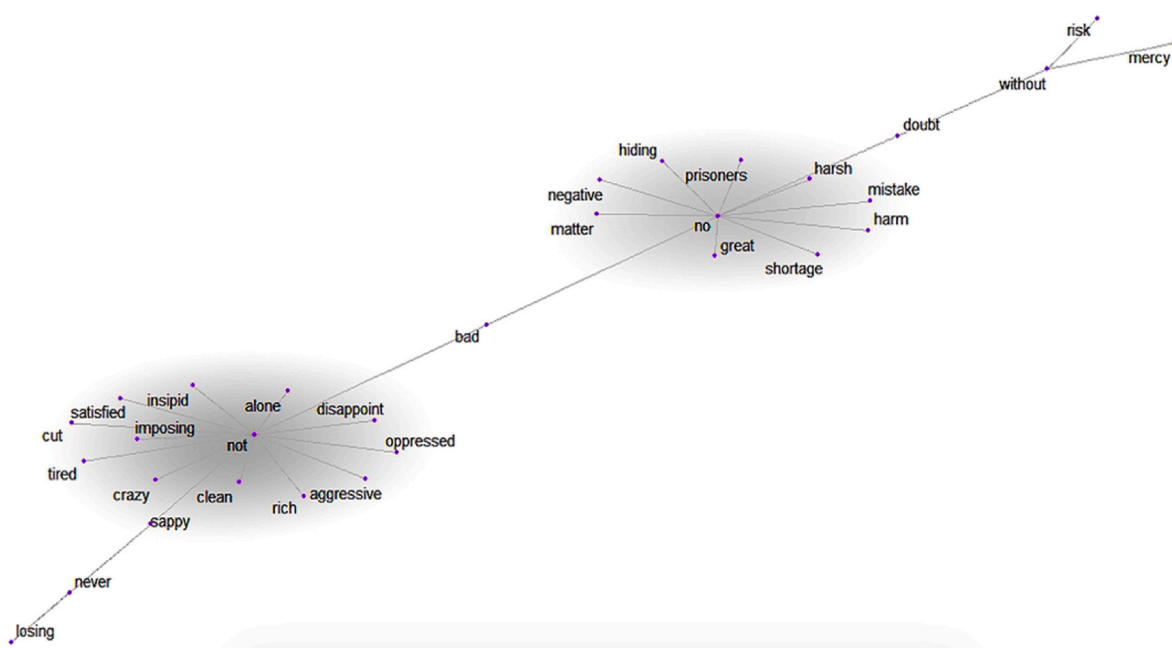 risk
mercy
without
doubt
hiding
prisoners
harsh
negative
mistake
matter
no
harm
great
shortage
bad
satisfied
insipid
alone
disappoint
cut
imposing
not
oppressed
tired
crazy
clean
rich
aggressive
sappy
never
losing